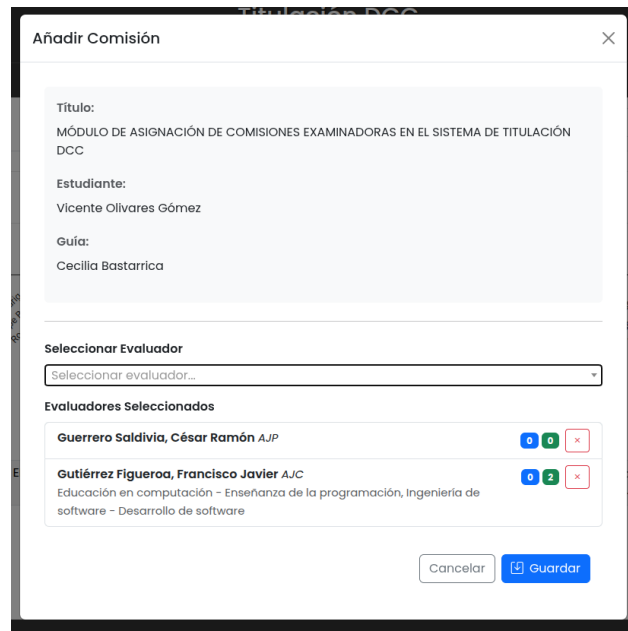 Titulación DCC
Añadir Comisión
Título:
MÓDULO DE ASIGNACIÓN DE COMISIONES EXAMINADORAS EN EL SISTEMA DE TITULACIÓN
DCC
Estudiante:
Vicente Olivares Gómez
Guía:
Cecilia Bastarrica
Seleccionar Evaluador
Seleccionar evaluador...
Evaluadores Seleccionados
Guerrero Saldivia, César Ramón AJP
0 0 ×
Gutiérrez Figueroa, Francisco Javier AJC
0 2 ×
Educación en computación - Enseñanza de la programación, Ingeniería de
software - Desarrollo de software
Cancelar
Guardar